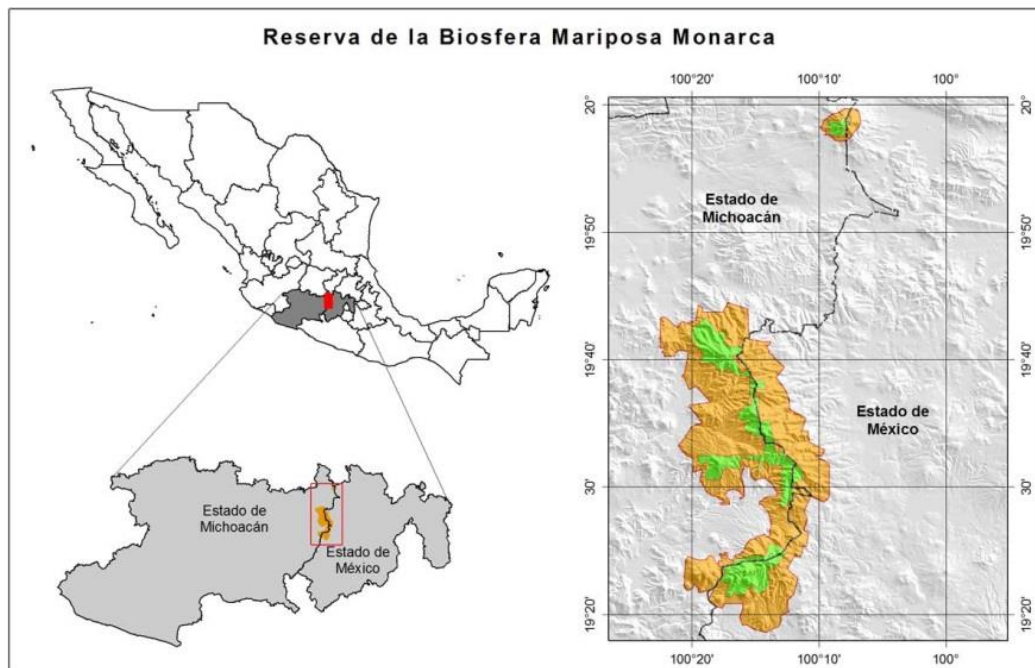 Reserva de la Biosfera Mariposa Monarca
100°20'
100°10'
100°
20°
20°
Estado de
Michoacán
19°50'
19°50'
19°40'
19°40'
Estado de
México
Estado de
Michoacán
Estado de
México
19°30'
30'
19°20'
19°20'
100°20'
100°10'
100°